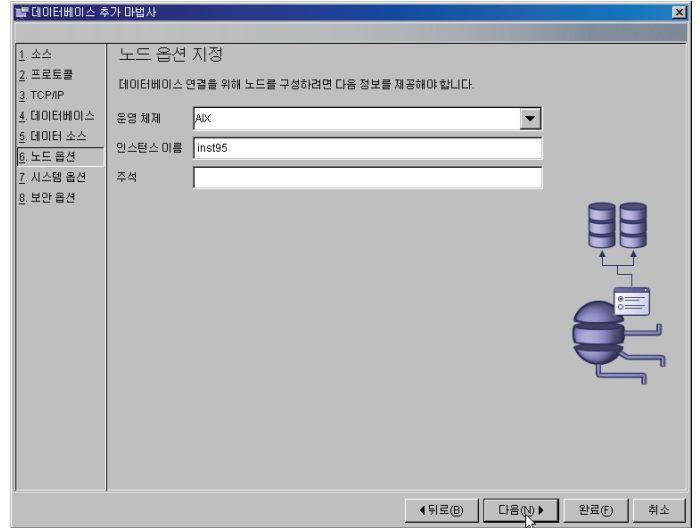 데이터베이스 추가 마법사
1. 소스
2. 프로토콜
3. TCP/IP
4. 데이터베이스
5. 데이터 소스
6. 노드 옵션
7. 시스템 옵션
8. 보안 옵션
노드 옵션 지정
데이터베이스 연결을 위해 노드를 구성하려면 다음 정보를 제공해야 합니다.
운영 체제 AIX
인스턴스 이름 inst95
주석
뒤로(B) 다음(N) 완료(F) 취소